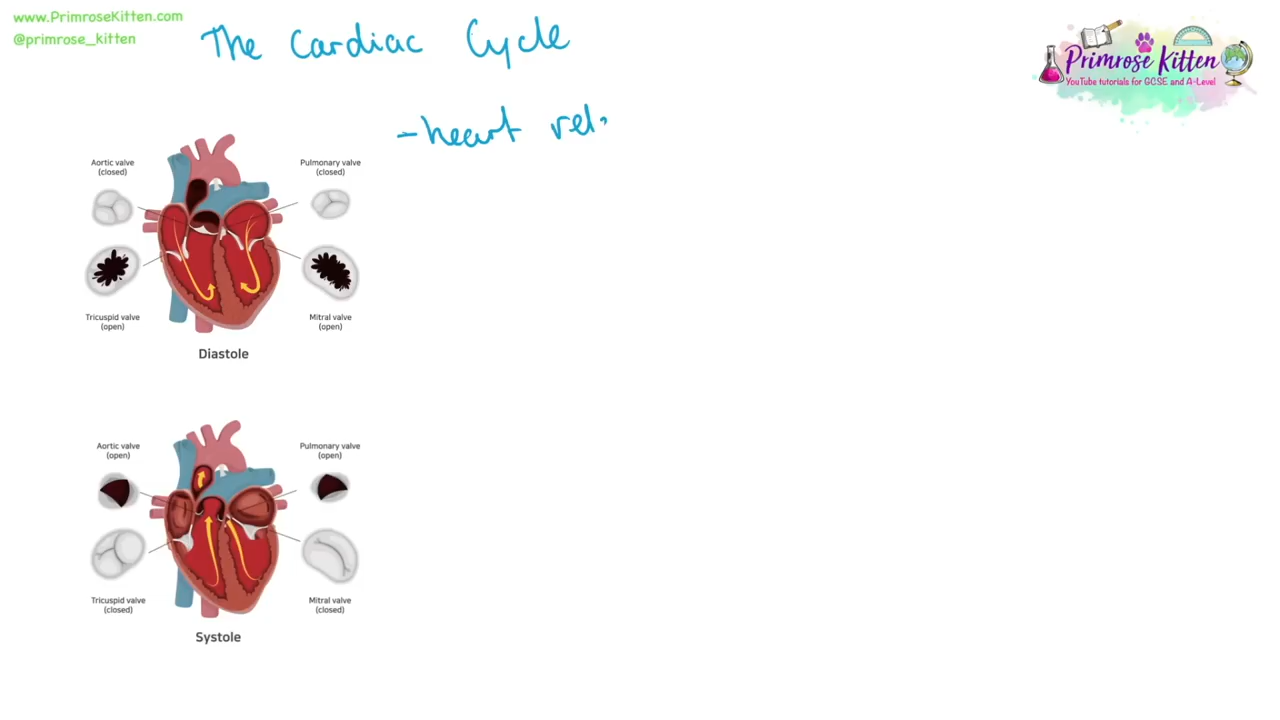 www.PrimroseKitten.com
@primrose_kitten
The Cardiac Cycle
Primrose Kitten
YouTube tutorials for GCSE and A-Level
- heart rel
Aortic valve
(closed)
Pulmonary valve
(closed)
Tricuspid valve
(open)
Mitral valve
(open)
Diastole
Aortic valve
(open)
Pulmonary valve
(open)
Tricuspid valve
(closed)
Mitral valve
(closed)
Systole